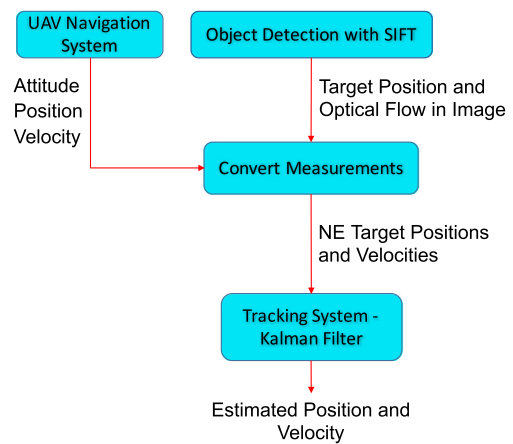 UAV Navigation
System
Object Detection with SIFT
Attitude
Position
Velocity
Target Position and
Optical Flow in Image
Convert Measurements
NE Target Positions
and Velocities
Tracking System -
Kalman Filter
Estimated Position and
Velocity